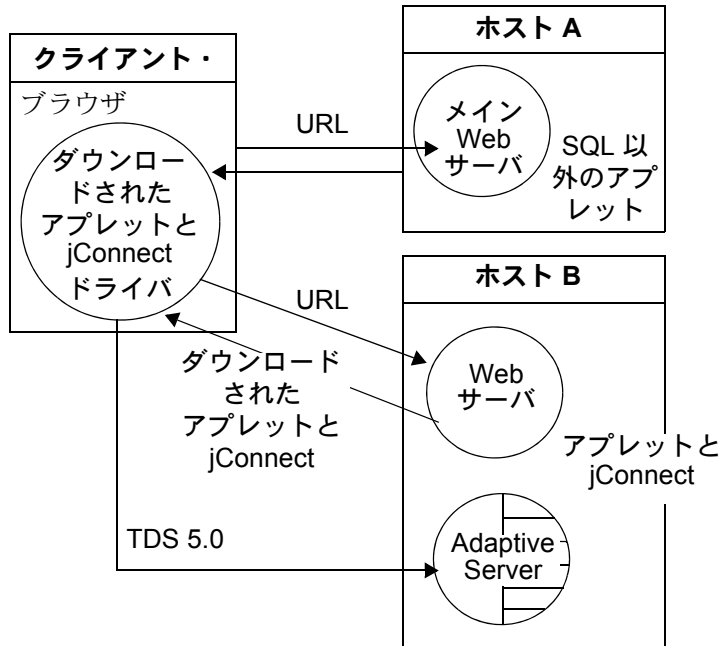 クライアント・
ブラウザ
ダウンロー
ドされた
アプレットと
jConnect
ドライバ
URL
ホスト A
メイン
Web
サーバ
SQL 以
外のアプ
レット
URL
ダウンロード
された
アプレットと
jConnect
ホスト B
Web
サーバ
アプレットと
jConnect
TDS 5.0
Adaptive
Server